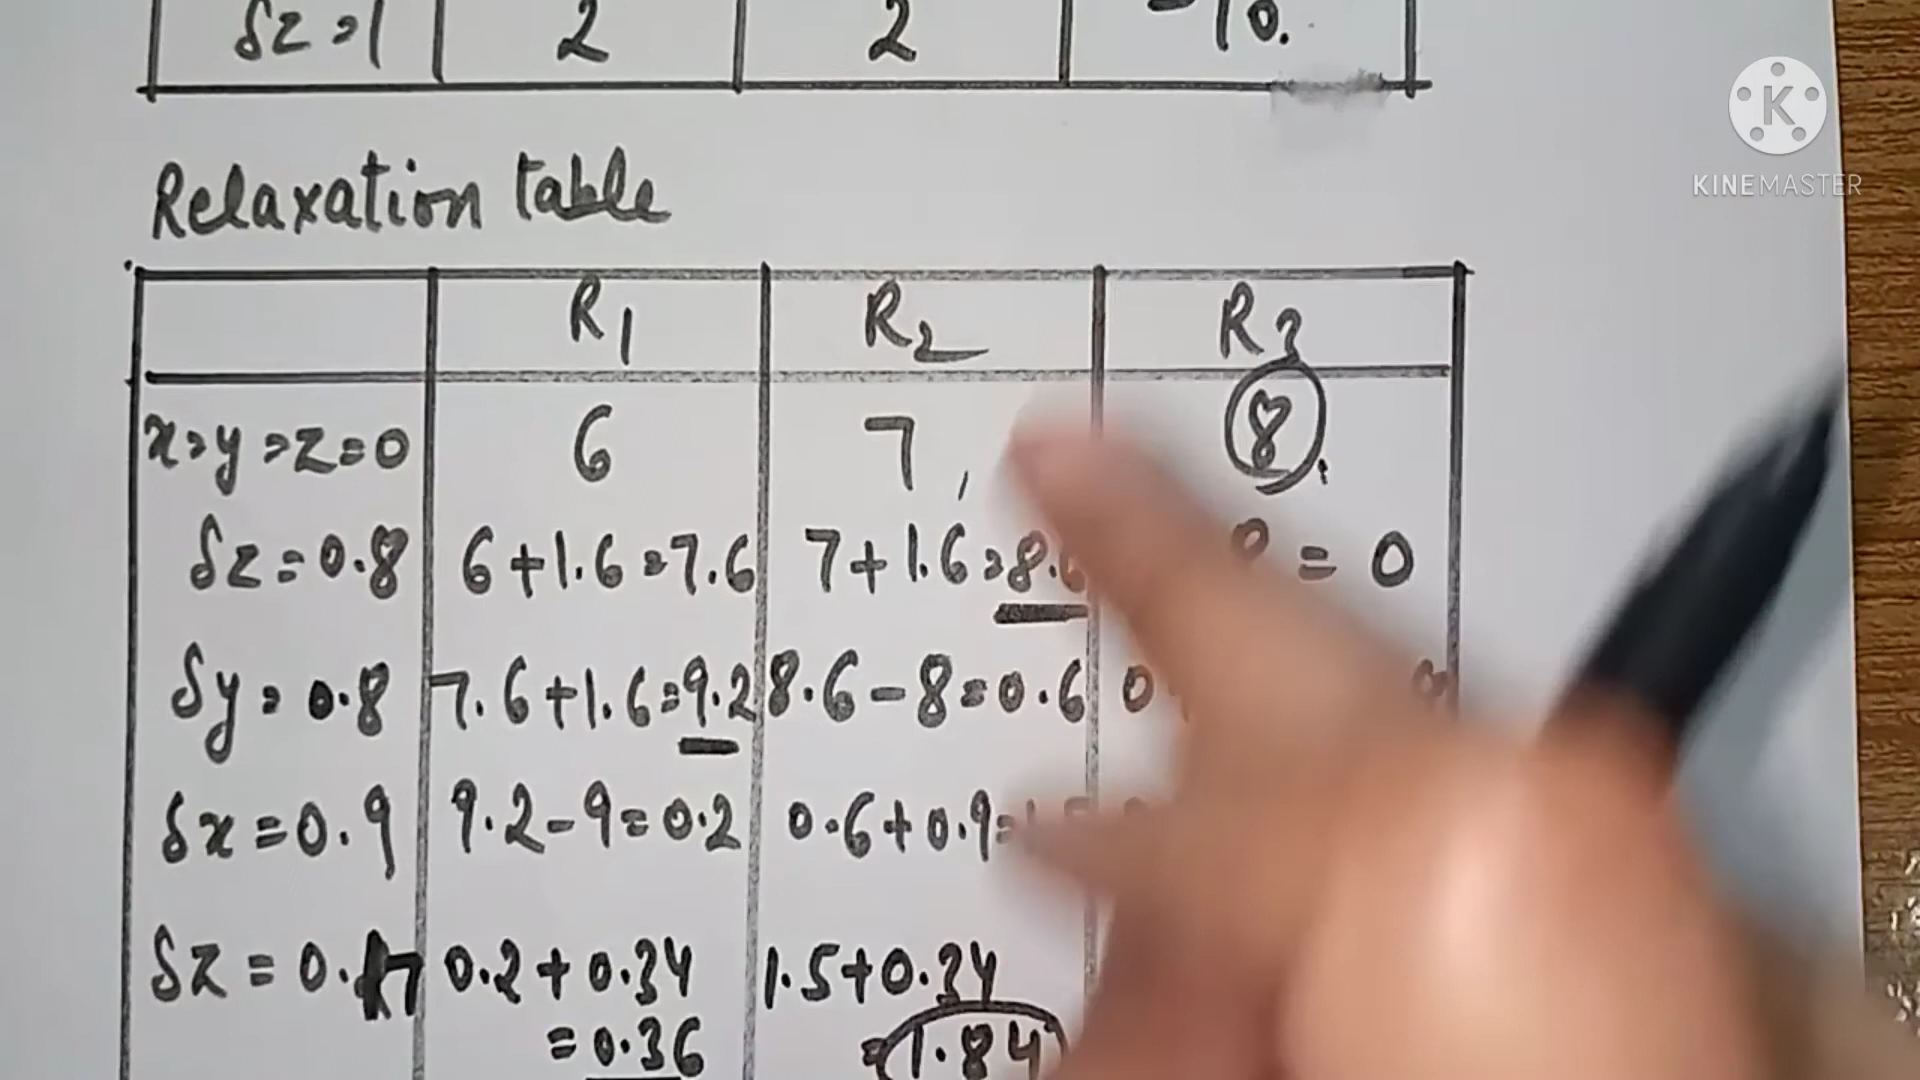 δz=1 2 2 -10.
K
KINEMASTER
Relaxation table
R1 R2 R3
x=y=z=0 6 7, 8.
δz=0.8 6+1.6=7.6 7+1.6=8. = 0
δy=0.8 7.6+1.6=9.2 8.6-8=0.6 0
δx=0.9 9.2-9=0.2 0.6+0.9=
δz=0.17 0.2+0.34 1.5+0.34
=0.36 =1.84